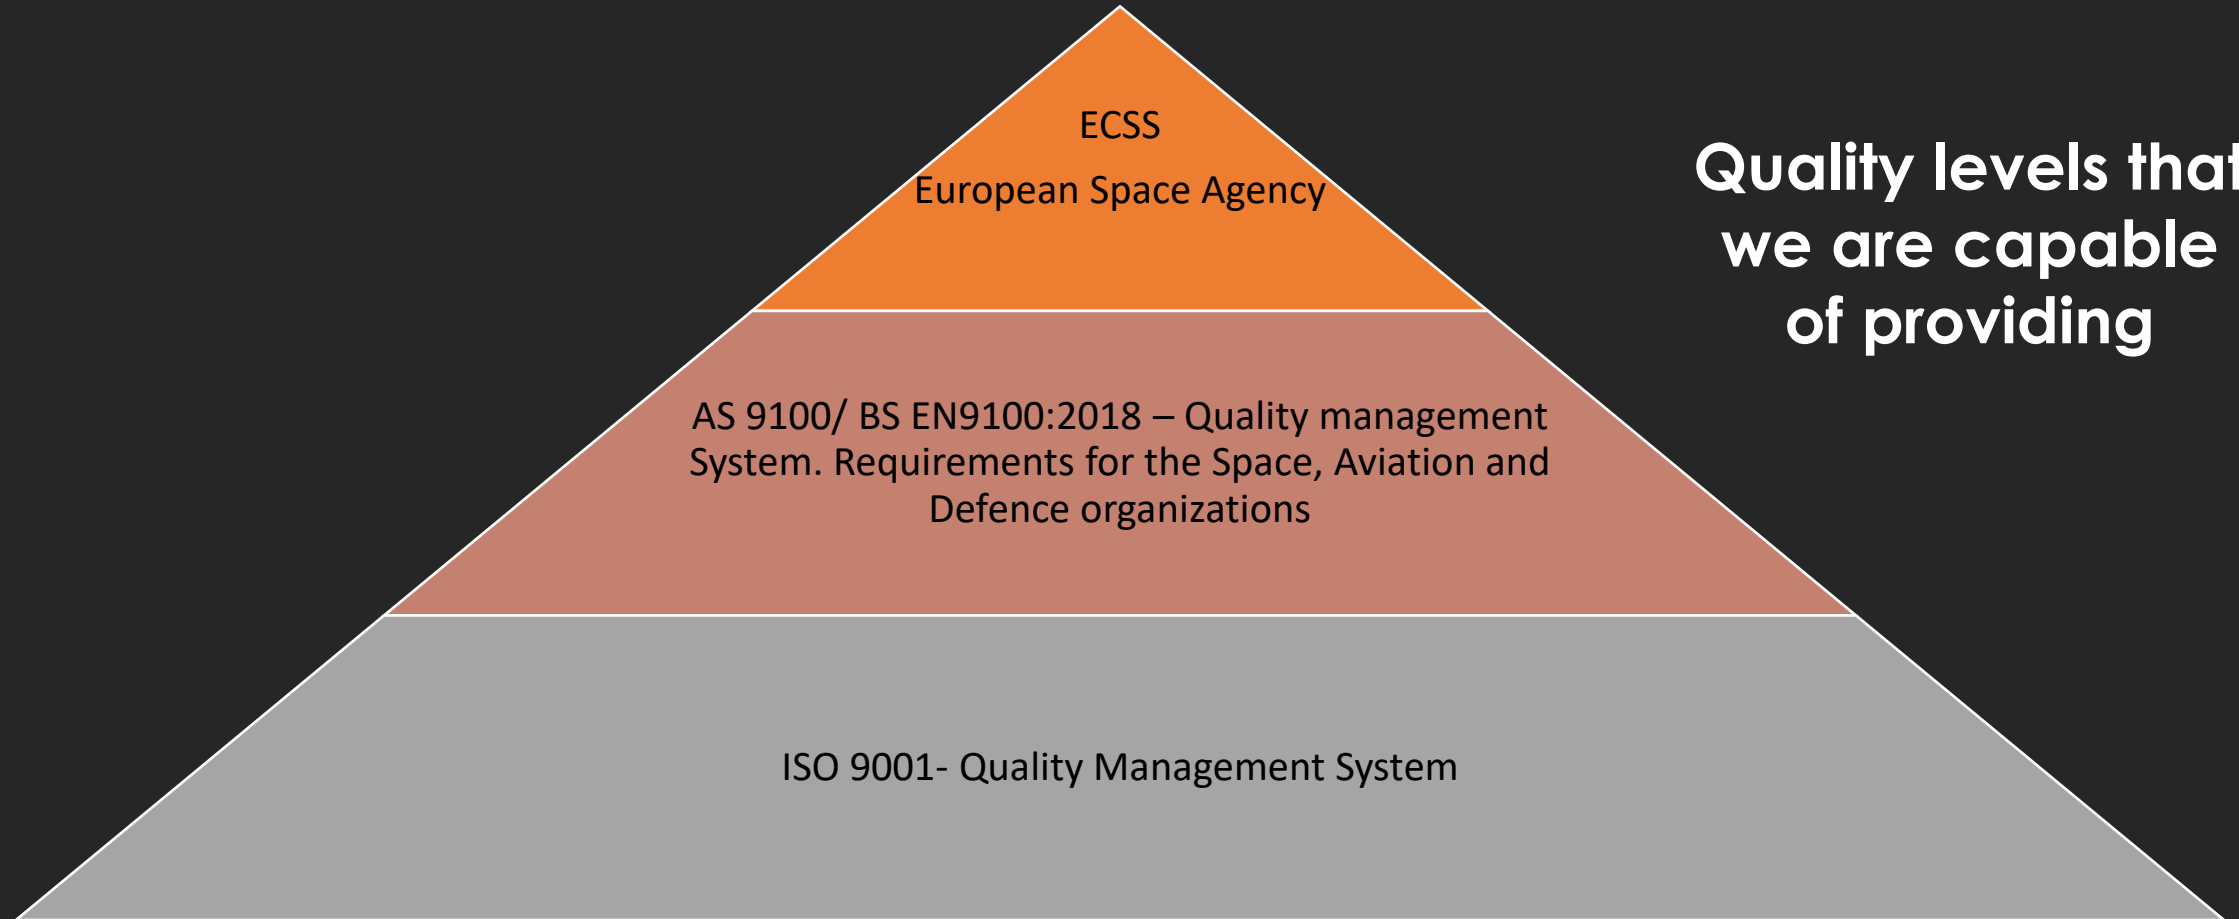 ECSS
European Space Agency
Quality levels that
we are capable
of providing
AS 9100/ BS EN9100:2018 – Quality management
System. Requirements for the Space, Aviation and
Defence organizations
ISO 9001- Quality Management System